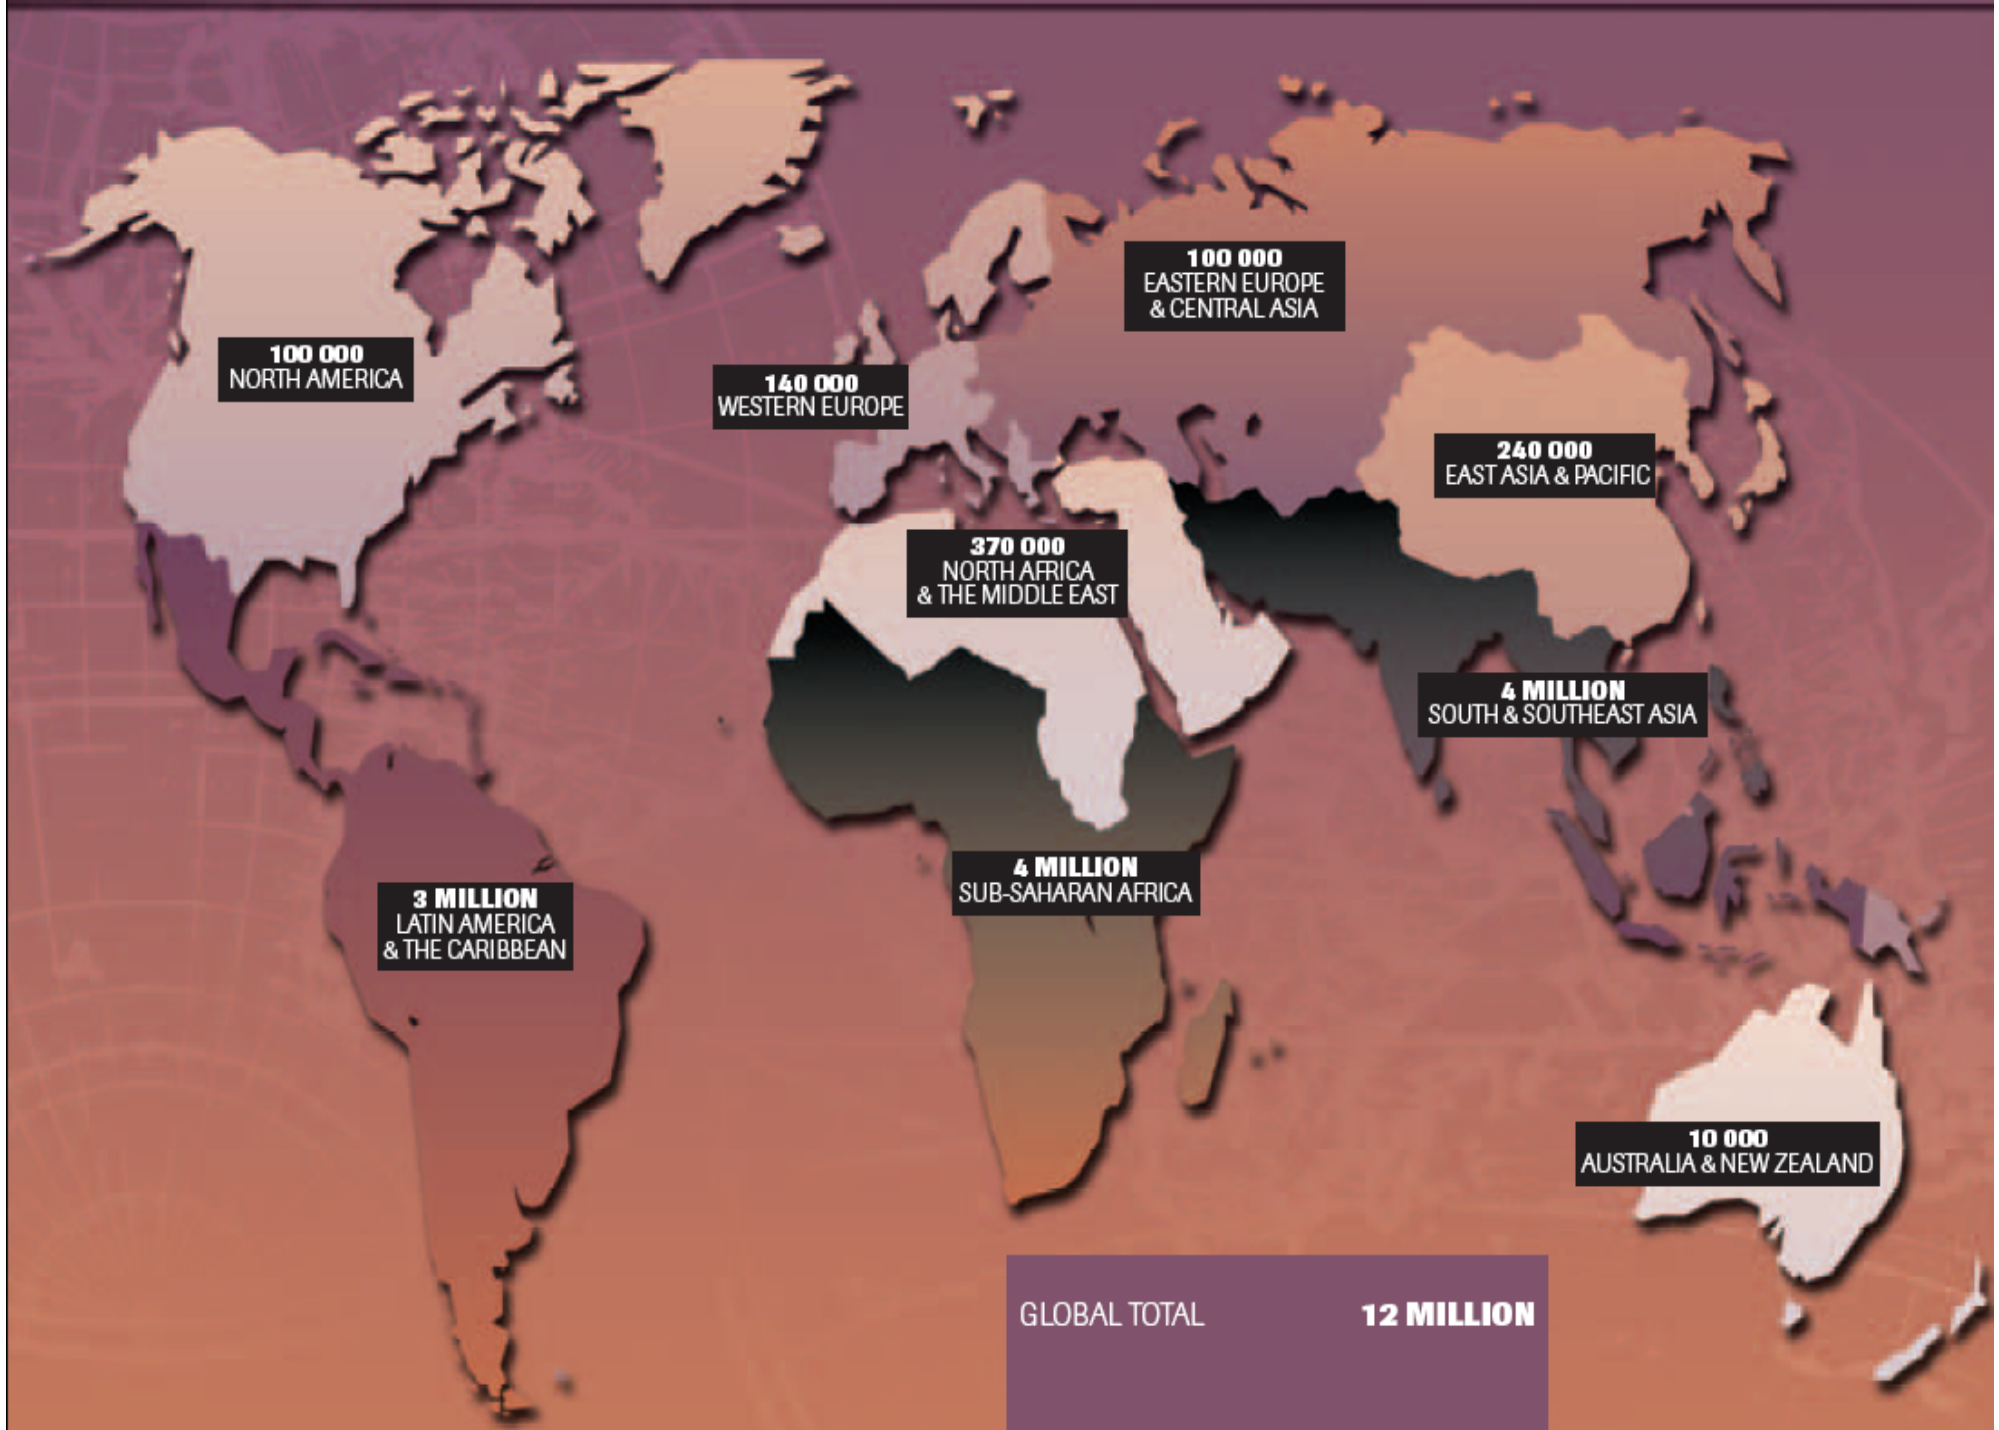 100 000
EASTERN EUROPE
& CENTRAL ASIA
100 000
NORTH AMERICA
140 000
WESTERN EUROPE
240 000
EAST ASIA & PACIFIC
370 000
NORTH AFRICA
& THE MIDDLE EAST
4 MILLION
SOUTH & SOUTHEAST ASIA
4 MILLION
SUB-SAHARAN AFRICA
3 MILLION
LATIN AMERICA
& THE CARIBBEAN
10 000
AUSTRALIA & NEW ZEALAND
GLOBAL TOTAL 12 MILLION